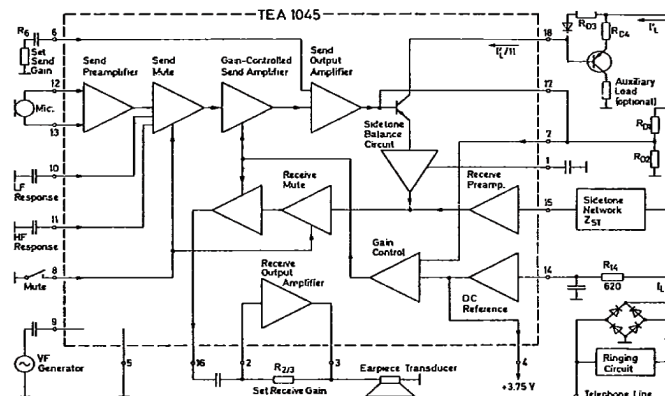 TEA 1045
R6
Set
Send
Gain
6
Send
Preamplifier
Send
Mute
Gain-Controlled
Send Amplifier
Send
Output
Amplifier
I'L/11
18
RD3
I'L
RD4
Auxiliary
Load
(optional)
12
Mic.
13
17
Sidetone
Balance
Circuit
7
RD1
RD2
1
10
LF
Response
11
HF
Response
Receive
Mute
Receive
Preamp.
15
Sidetone
Network
ZST
8
Mute
Gain
Control
DC
Reference
14
R14
620
IL
Receive
Output
Amplifier
9
VF
Generator
5
16
2
R2/3
3
Set Receive Gain
Earpiece Transducer
4
+3.75 V
Ringing
Circuit
Telephone Line